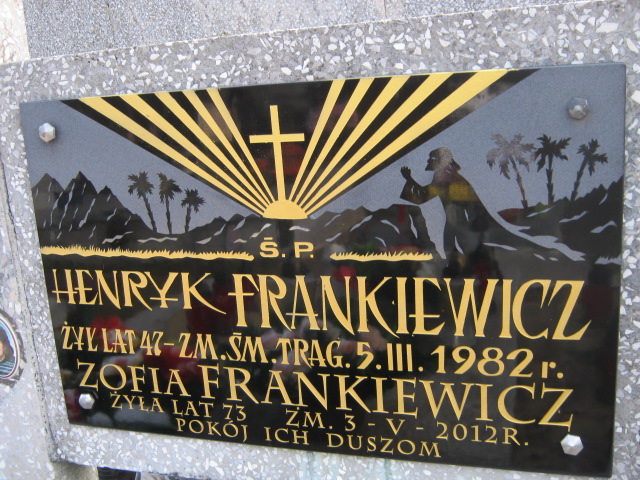 Ś.P.
HENRYK FRANKIEWICZ
ŻYŁ LAT 47 - ZM. ŚM. TRAG. 5.III.1982 r.
ZOFIA FRANKIEWICZ
ŻYŁA LAT 73 ZM. 3 - V - 2012 R.
POKÓJ ICH DUSZOM